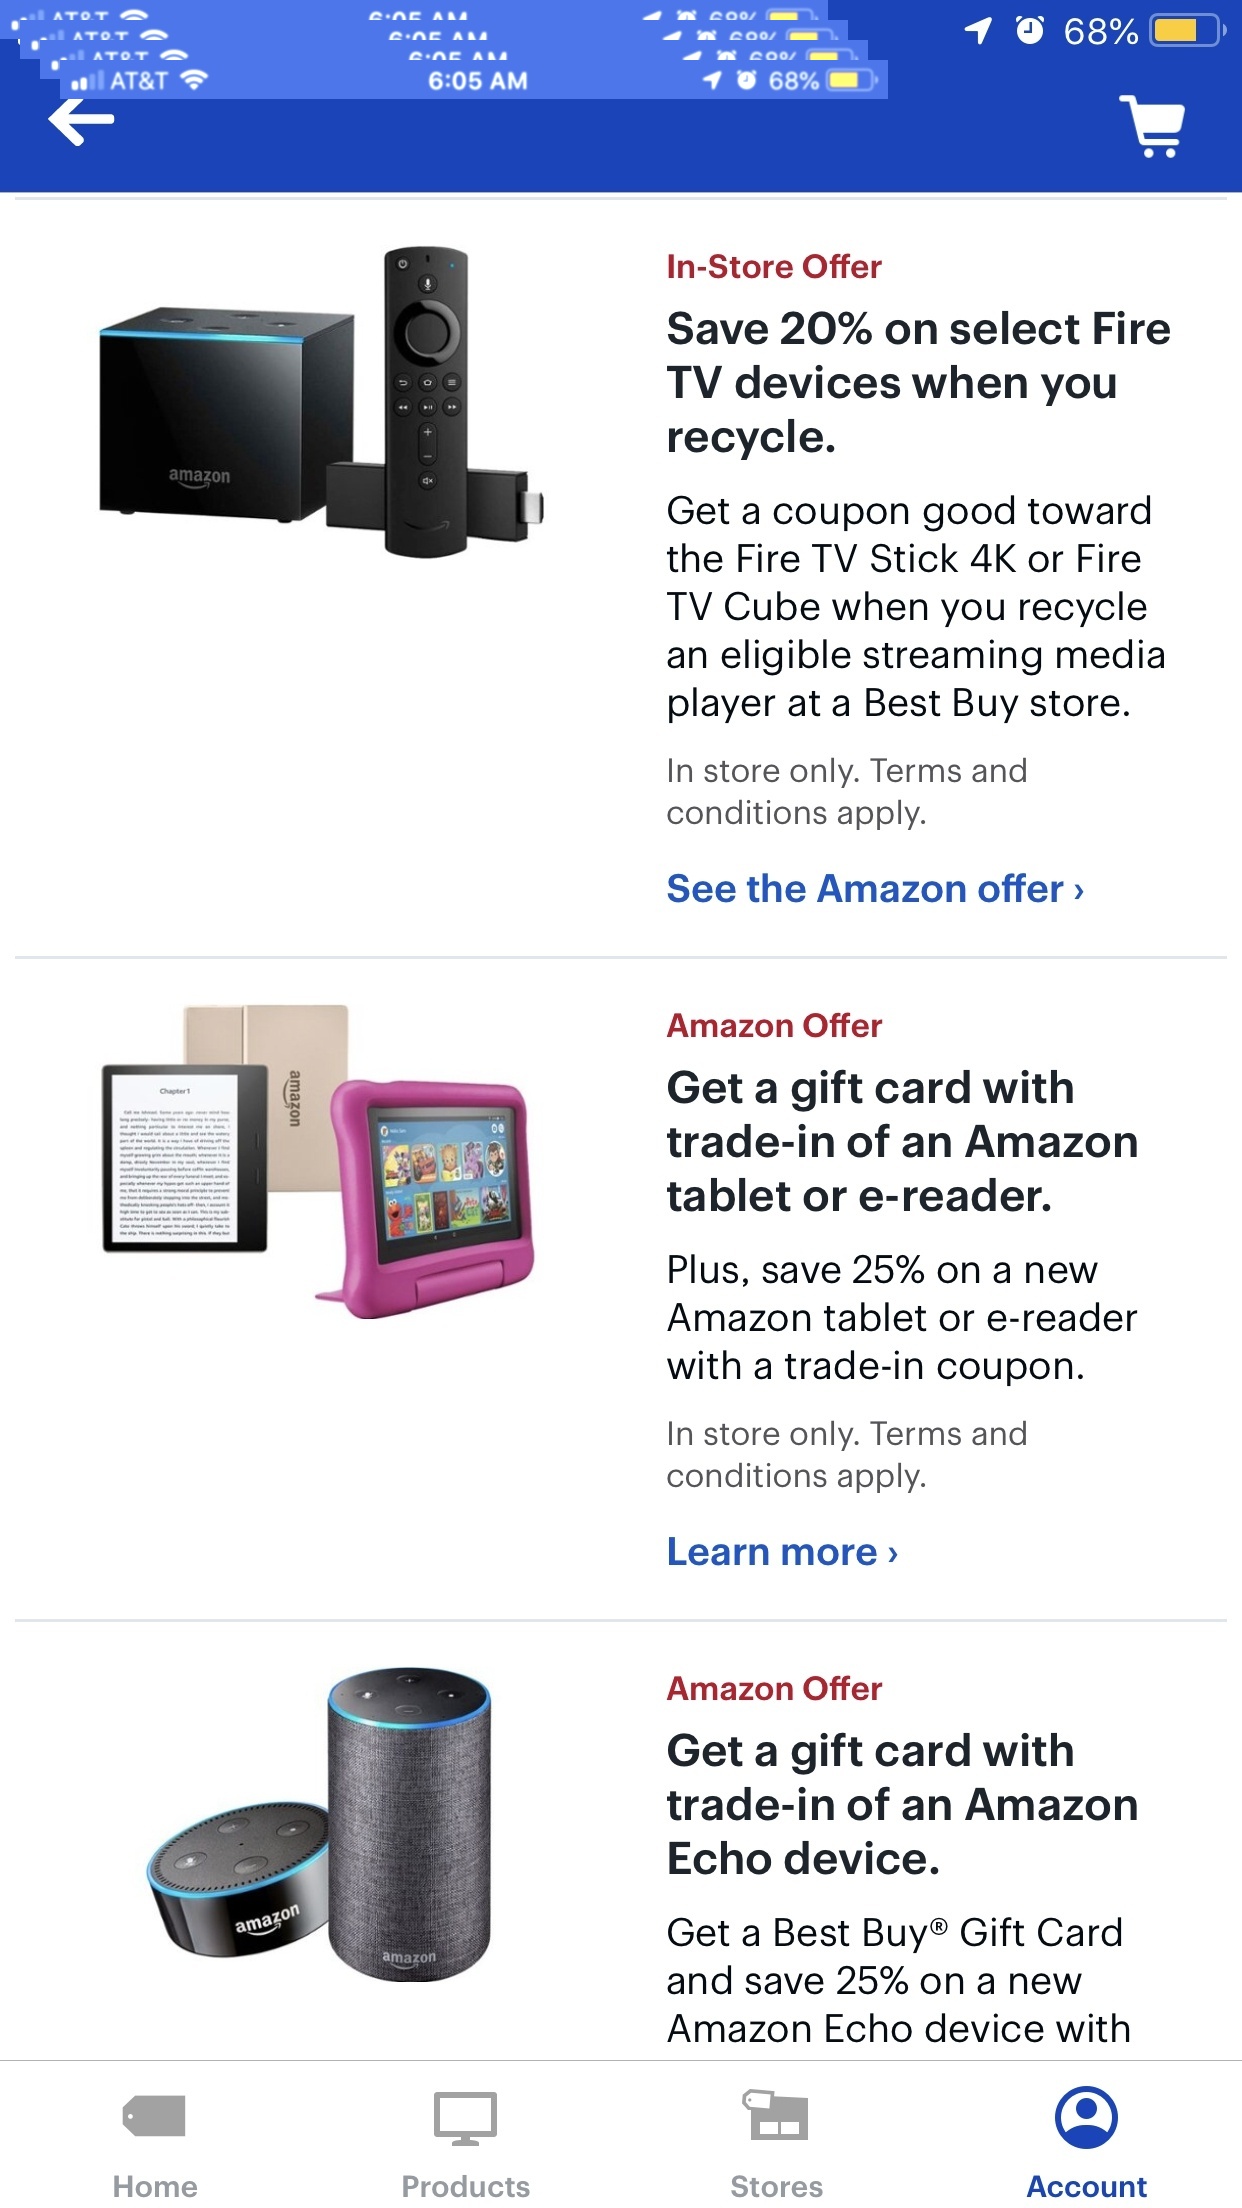 68%
AT&T 6:05 AM 68%
In-Store Offer
Save 20% on select Fire
TV devices when you
recycle.
Get a coupon good toward
the Fire TV Stick 4K or Fire
TV Cube when you recycle
an eligible streaming media
player at a Best Buy store.
In store only. Terms and
conditions apply.
See the Amazon offer ›
amazon
Amazon Offer
Get a gift card with
trade-in of an Amazon
tablet or e-reader.
Plus, save 25% on a new
Amazon tablet or e-reader
with a trade-in coupon.
In store only. Terms and
conditions apply.
Learn more ›
amazon
Chapter 1
Amazon Offer
Get a gift card with
trade-in of an Amazon
Echo device.
Get a Best Buy® Gift Card
and save 25% on a new
Amazon Echo device with
amazon
amazon
Home Products Stores Account